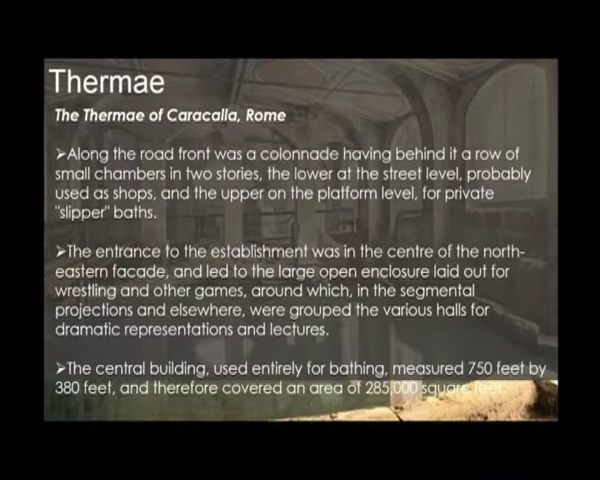 Thermae
The Thermae of Caracalla, Rome
➢Along the road front was a colonnade having behind it a row of
small chambers in two stories, the lower at the street level, probably
used as shops, and the upper on the platform level, for private
"slipper" baths.
➢The entrance to the establishment was in the centre of the north-
eastern facade, and led to the large open enclosure laid out for
wrestling and other games, around which, in the segmental
projections and elsewhere, were grouped the various halls for
dramatic representations and lectures.
➢The central building, used entirely for bathing, measured 750 feet by
380 feet, and therefore covered an area of 285,000 square feet.